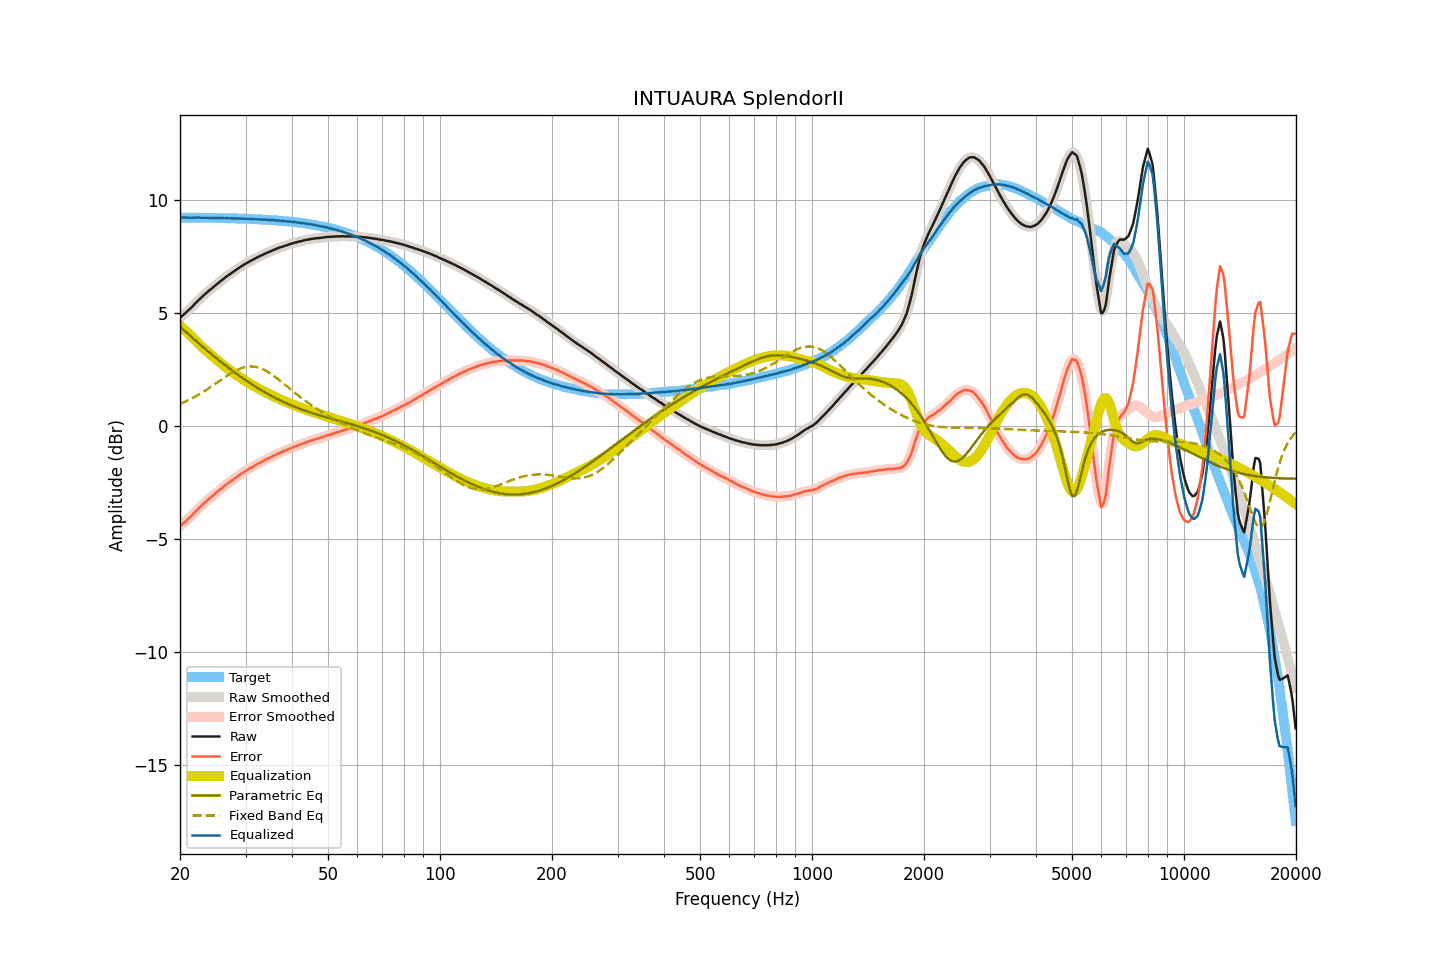 INTUAURA SplendorII
Amplitude (dBr)
10
5
0
−5
−10
−15
Target
Raw Smoothed
Error Smoothed
Raw
Error
Equalization
Parametric Eq
Fixed Band Eq
Equalized
20 50 100 200 500 1000 2000 5000 10000 20000
Frequency (Hz)